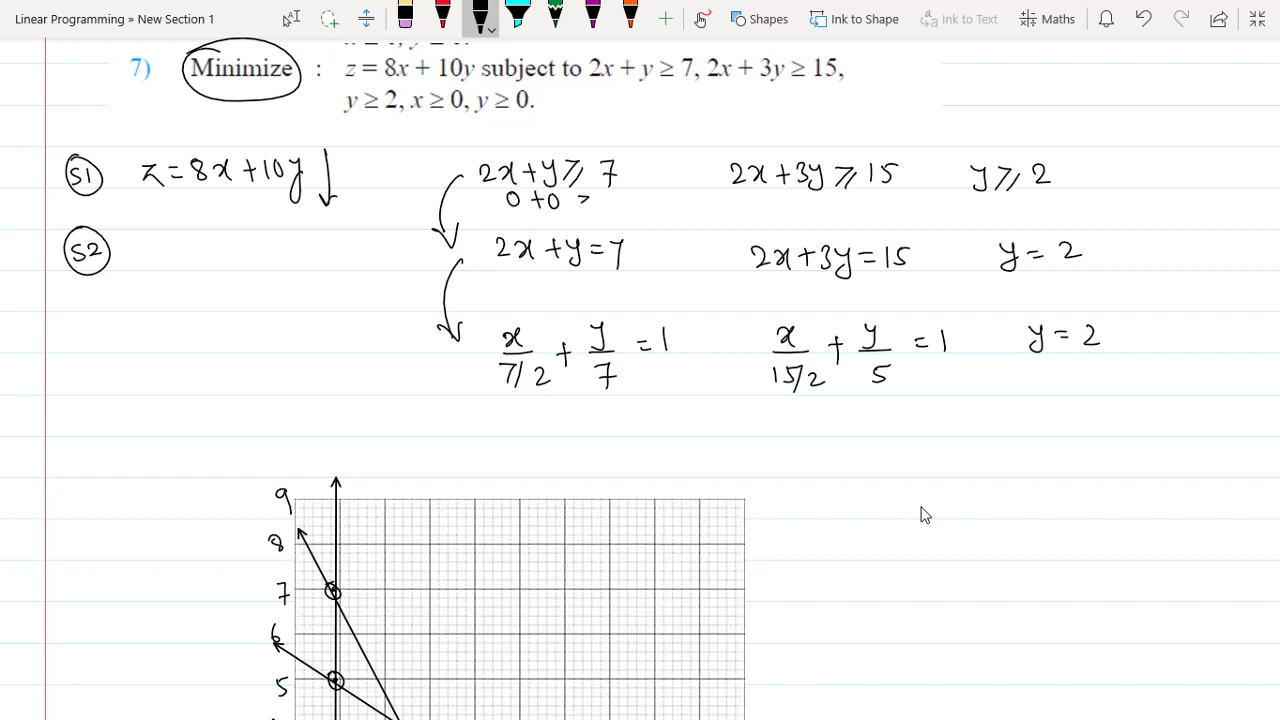 Linear Programming » New Section 1
Shapes
Ink to Shape
Ink to Text
Maths
7) Minimize : z = 8x + 10y subject to 2x + y ≥ 7, 2x + 3y ≥ 15,
y ≥ 2, x ≥ 0, y ≥ 0.
S1 z = 8x + 10y ↓ 2x + y ≥ 7 2x + 3y ≥ 15 y ≥ 2
0 + 0 >
S2 2x + y = 7 2x + 3y = 15 y = 2
x/7/2 + y/7 = 1 x/15/2 + y/5 = 1 y = 2
9
8
7
6
5